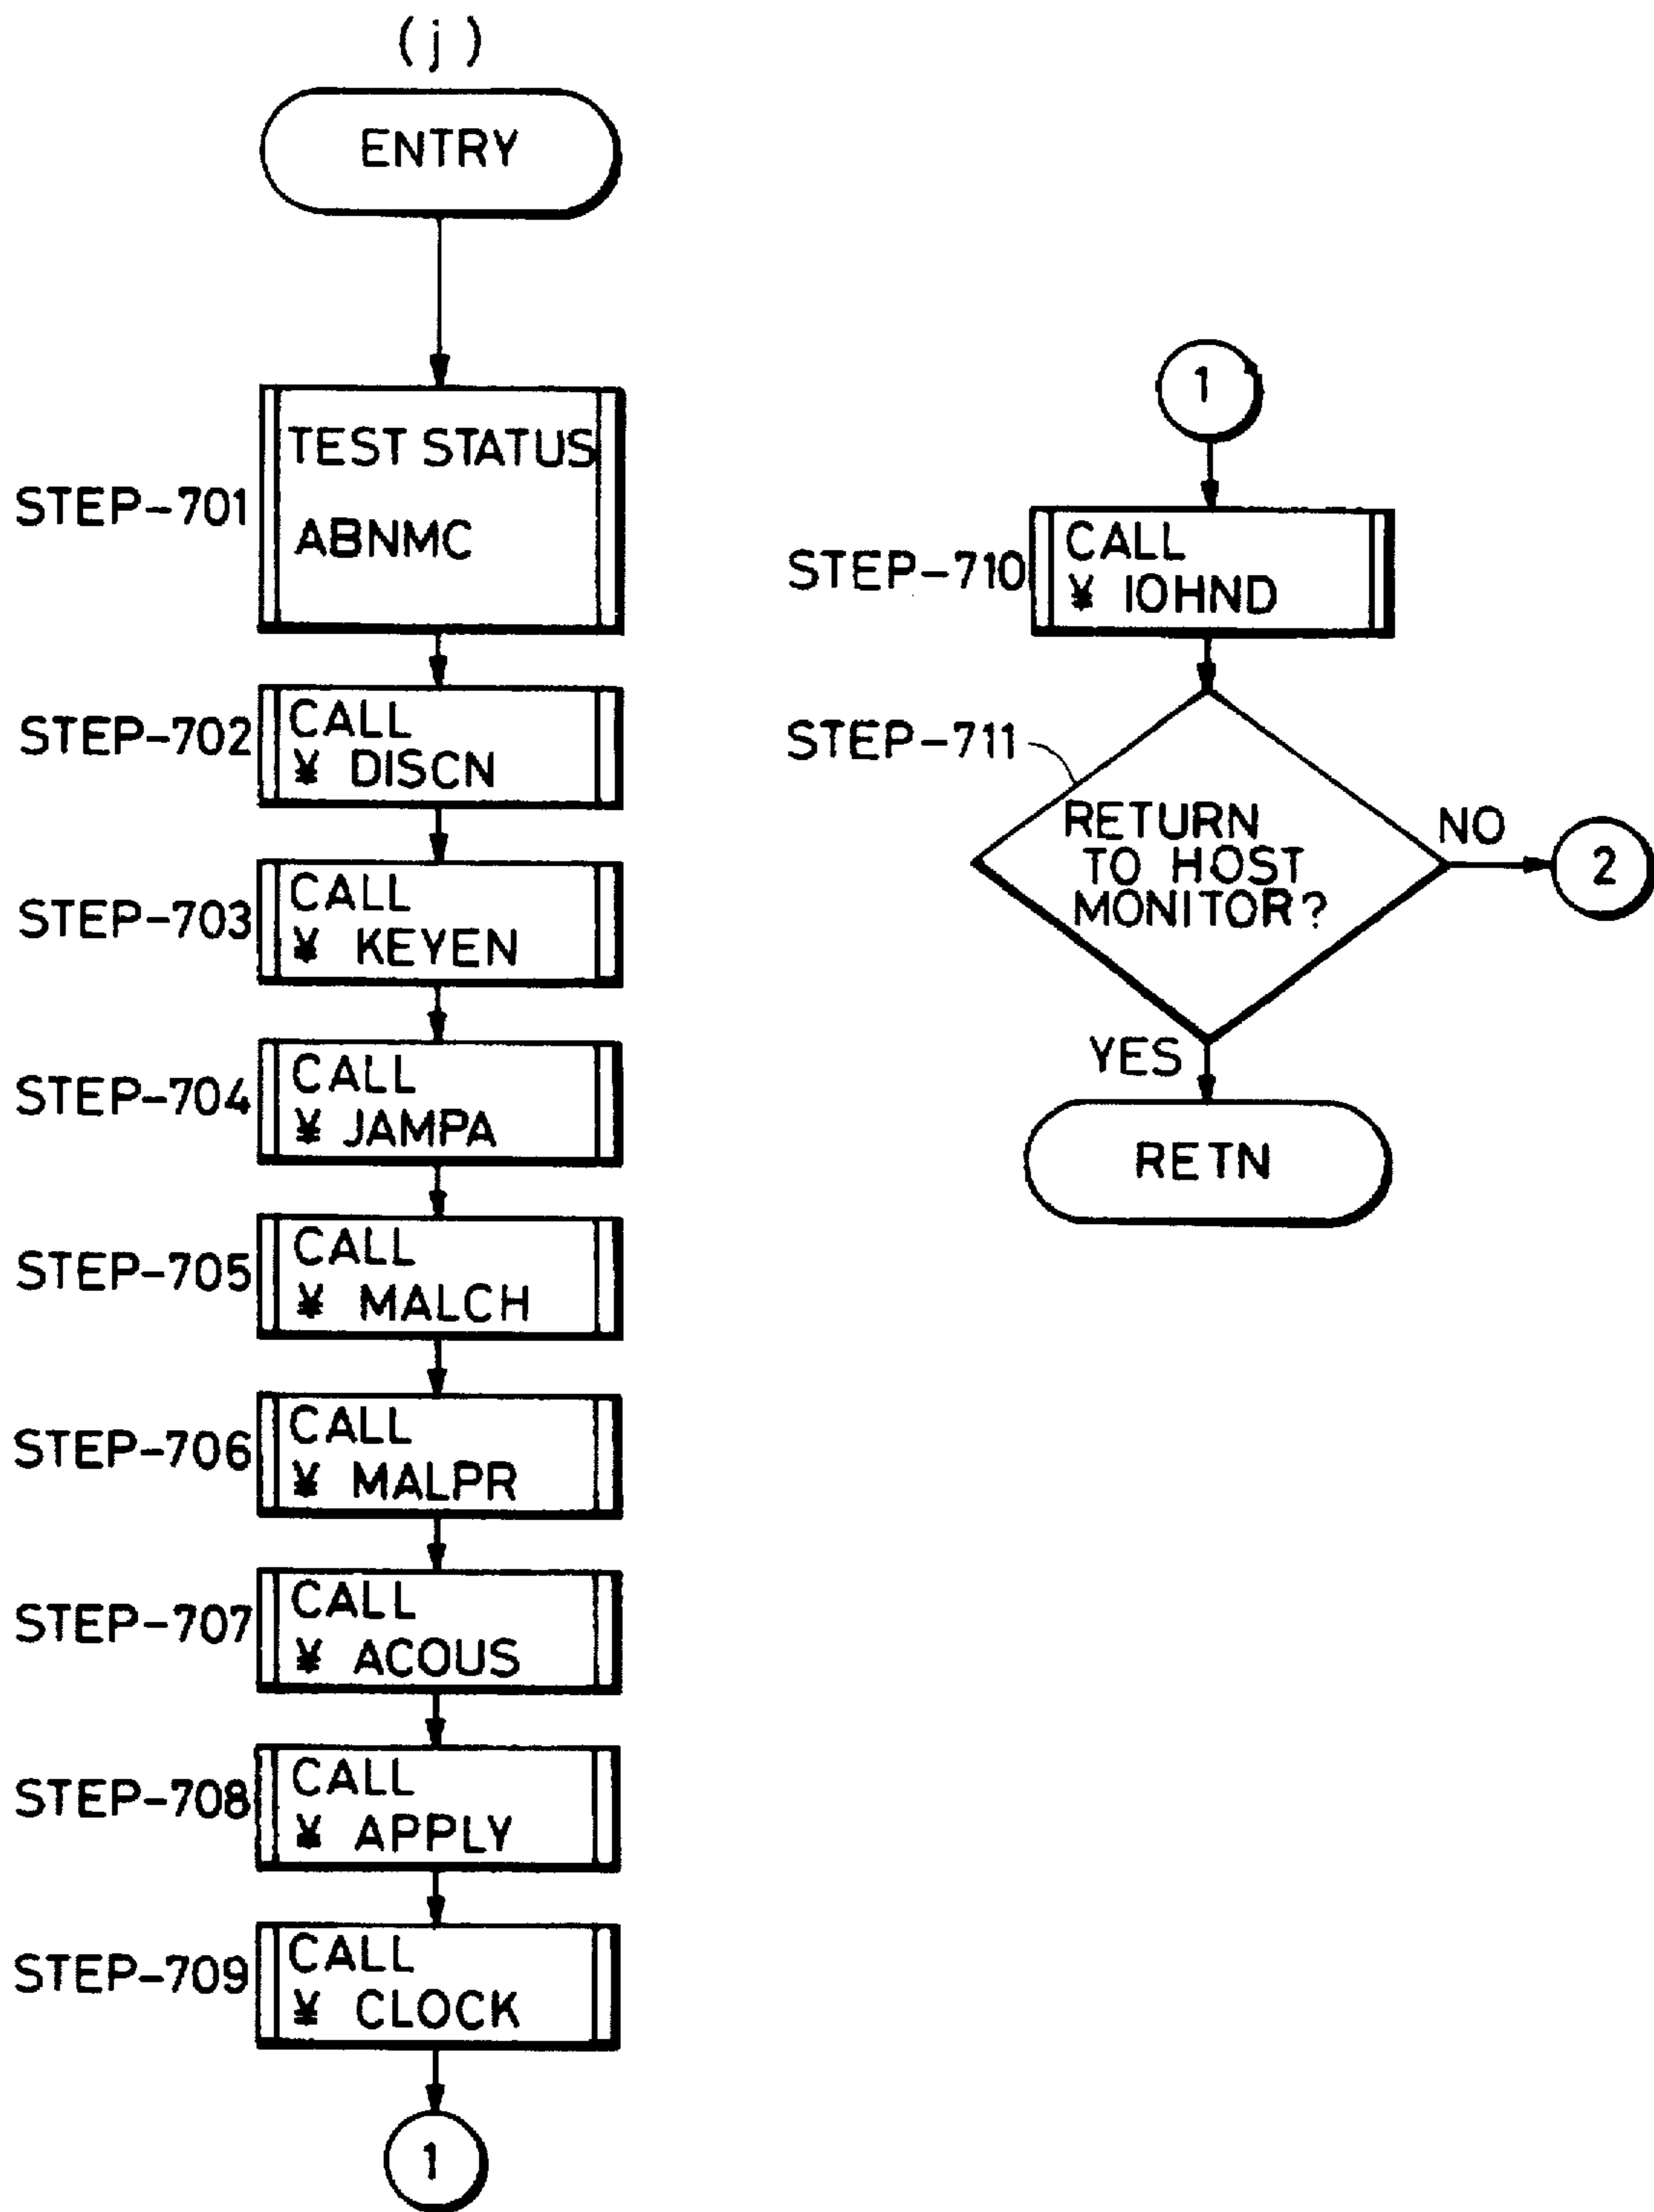 (j)
ENTRY
STEP-701
TEST STATUS
ABNMC
STEP-702
CALL
¥ DISCN
STEP-703
CALL
¥ KEYEN
STEP-704
CALL
¥ JAMPA
STEP-705
CALL
¥ MALCH
STEP-706
CALL
¥ MALPR
STEP-707
CALL
¥ ACOUS
STEP-708
CALL
¥ APPLY
STEP-709
CALL
¥ CLOCK
1
1
STEP-710
CALL
¥ IOHND
STEP-711
RETURN
TO HOST
MONITOR?
NO
2
YES
RETN